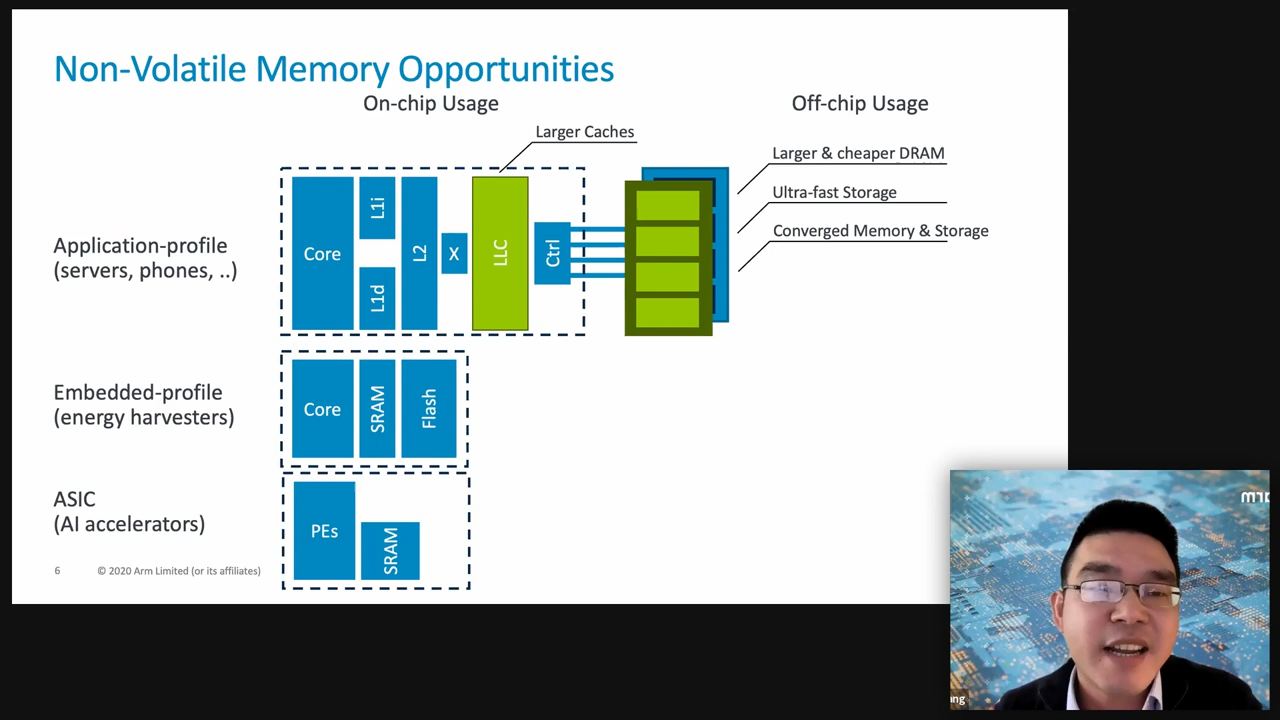 Non-Volatile Memory Opportunities
On-chip Usage
Off-chip Usage
Larger Caches
Larger & cheaper DRAM
Ultra-fast Storage
Converged Memory & Storage
Application-profile
(servers, phones, ..)
Core
L1i
L1d
L2
X
LLC
Ctrl
Embedded-profile
(energy harvesters)
Core
SRAM
Flash
ASIC
(AI accelerators)
PEs
SRAM
6
© 2020 Arm Limited (or its affiliates)